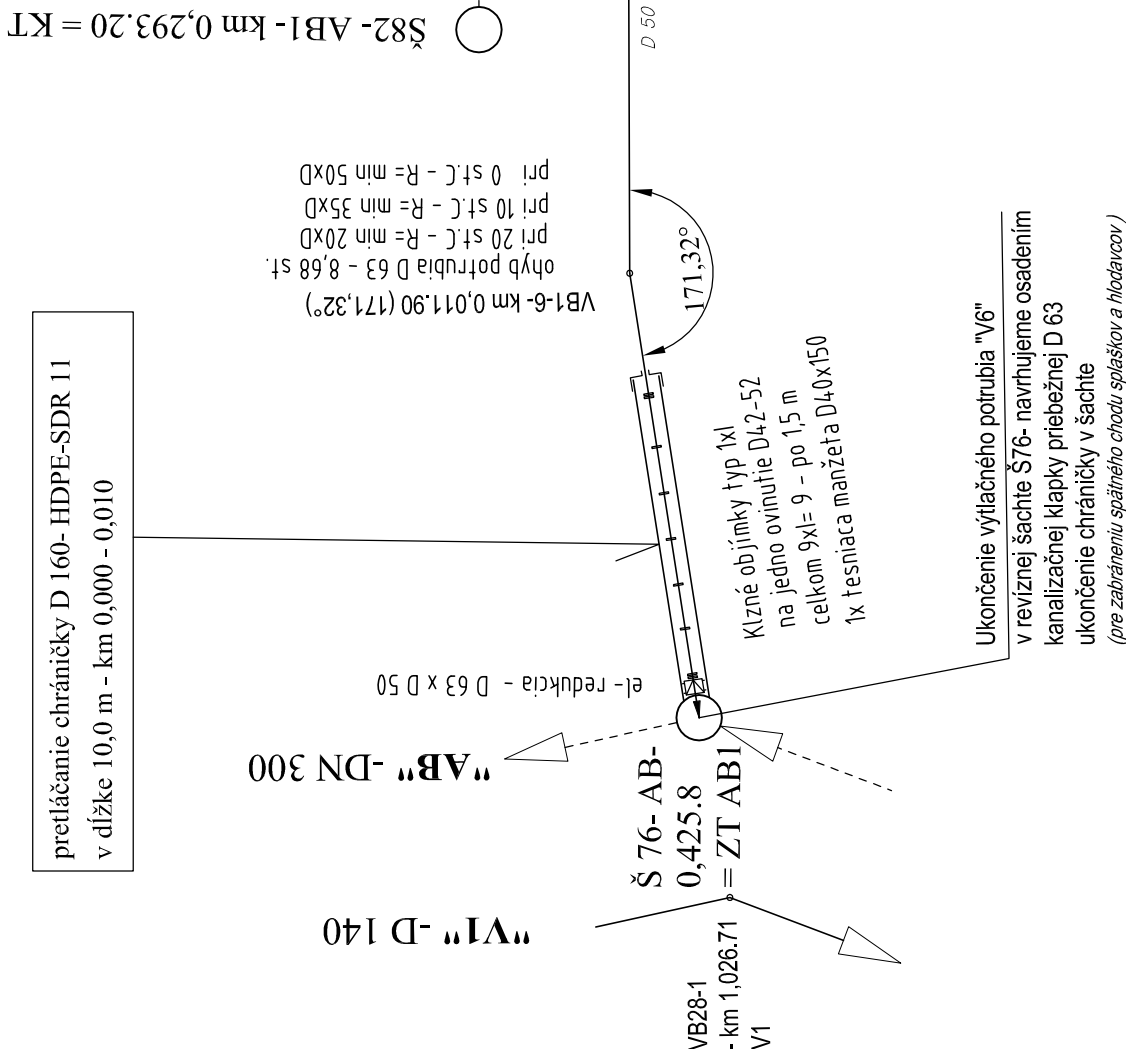 Š82- AB1- km 0,293.20 = KT
D 50
pretláčanie chráničky D 160- HDPE-SDR 11
v dĺžke 10,0 m - km 0,000 - 0,010
VB1-6- km 0,011.90 (171,32°)
ohyb potrubia D 63 - 8,68 st.
pri 20 st.C - R= min 20xD
pri 10 st.C - R= min 35xD
pri 0 st.C - R= min 50xD
171,32°
Klzné objímky typ 1xl
na jedno ovinutie D42-52
celkom 9xl= 9 - po 1,5 m
1x tesniaca manžeta D40x150
el- redukcia - D 63 x D 50
"AB" -DN 300
Š 76- AB-
0,425.8
= ZT AB1
"V1" -D 140
VB28-1
- km 1,026.71
V1
Ukončenie výtlačného potrubia "V6"
v revíznej šachte Š76- navrhujeme osadením
kanalizačnej klapky priebežnej D 63
ukončenie chráničky v šachte
(pre zabráneniu spätného chodu splaškov a hlodavcov )